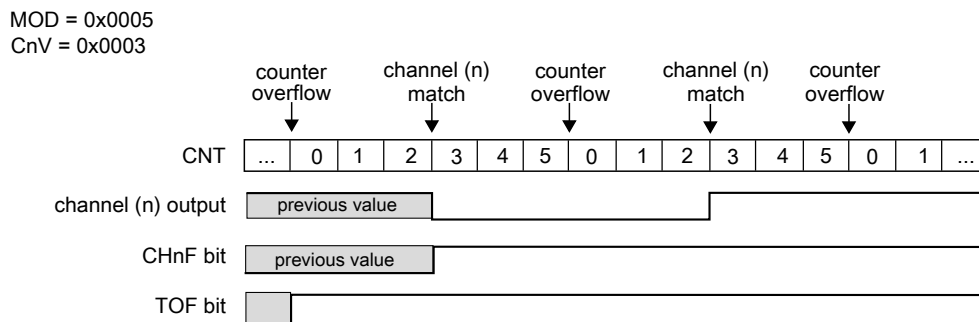 MOD = 0x0005
CnV = 0x0003
counter overflow
channel (n) match
counter overflow
channel (n) match
counter overflow
CNT ... 0 1 2 3 4 5 0 1 2 3 4 5 0 1 ...
channel (n) output previous value
CHnF bit previous value
TOF bit